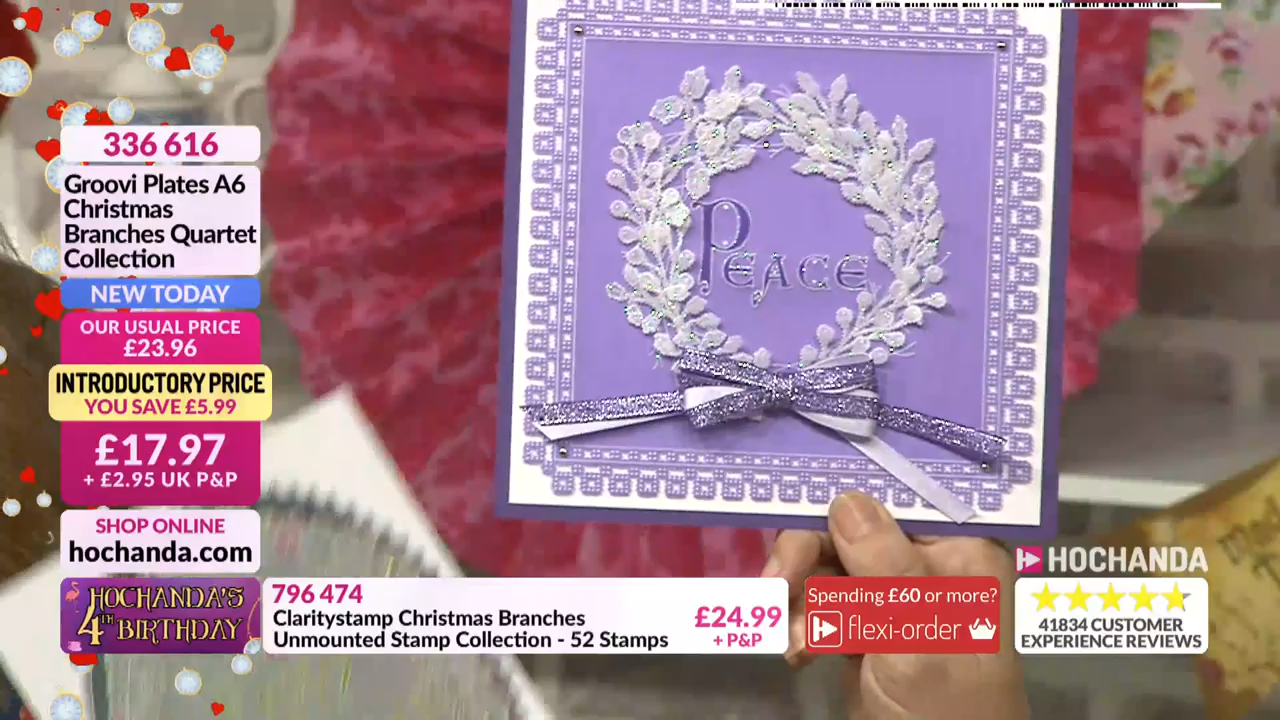 336 616
Groovi Plates A6
Christmas
Branches Quartet
Collection
NEW TODAY
OUR USUAL PRICE
£23.96
INTRODUCTORY PRICE
YOU SAVE £5.99
£17.97
+ £2.95 UK P&P
SHOP ONLINE
hochanda.com
HOCHANDA'S
4TH BIRTHDAY
796 474
Claritystamp Christmas Branches
Unmounted Stamp Collection - 52 Stamps
£24.99
+ P&P
Spending £60 or more?
flexi-order
HOCHANDA
41834 CUSTOMER
EXPERIENCE REVIEWS
PEACE